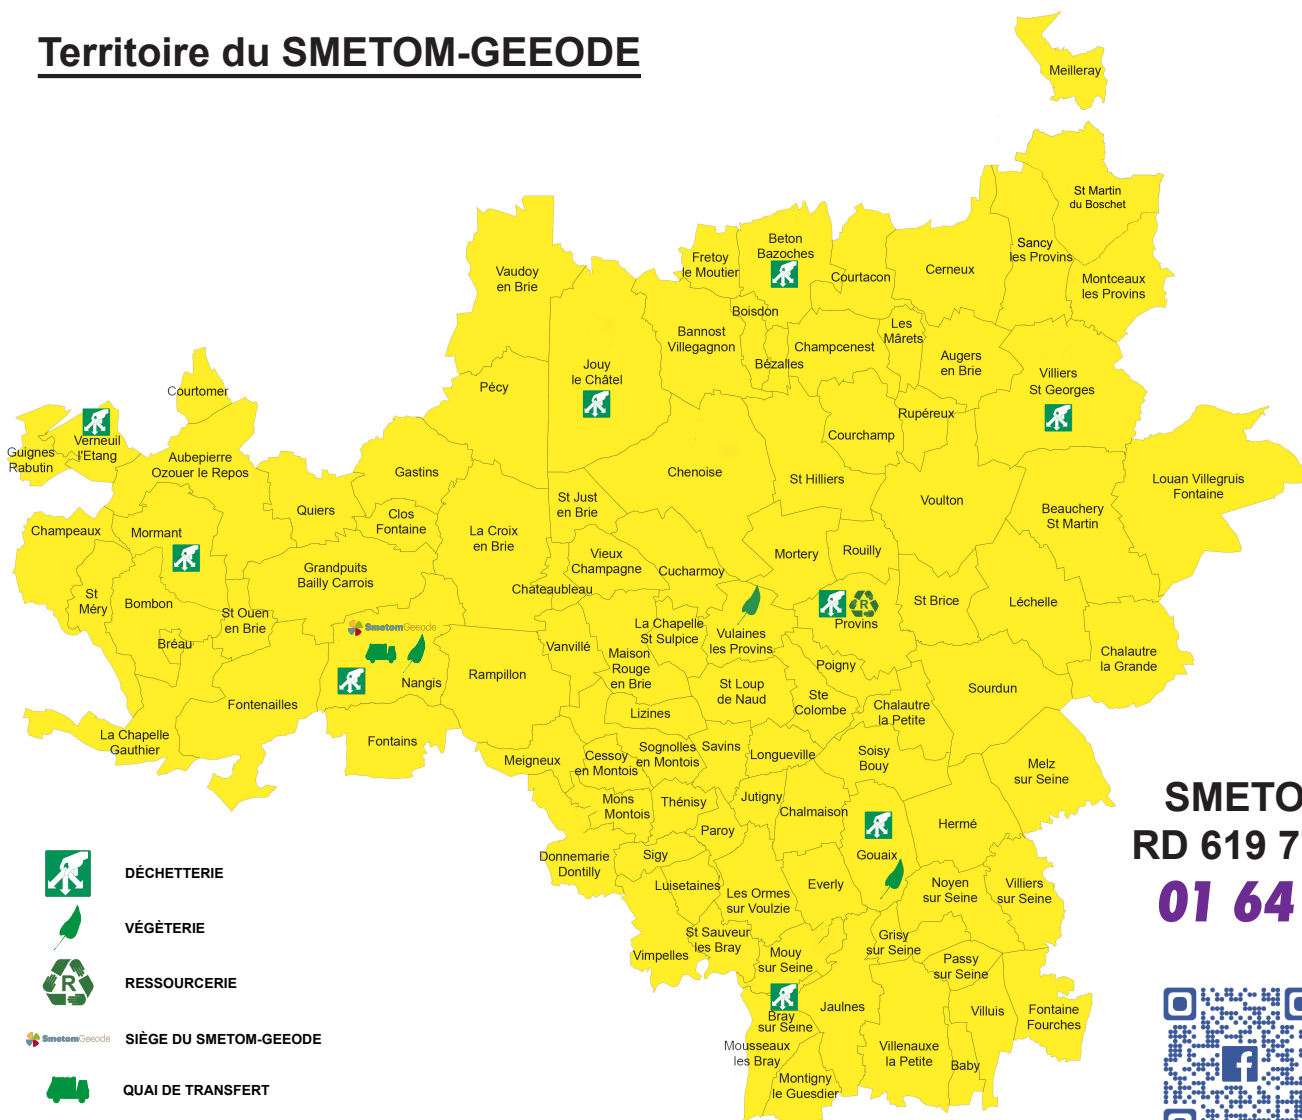 Territoire du SMETOM-GEEODE
Meilleray
St Martin
du Boschet
Sancy
les Provins
Montceaux
les Provins
Beton
Bazoches
Fretoy
le Moutier
Courtacon
Cerneux
Vaudoy
en Brie
Boisdon
Bannost
Villegagnon
Bézalles
Champcenest
Les
Mârets
Augers
en Brie
Villiers
St Georges
Jouy
le Châtel
Pécy
Courtomer
Rupéreux
Courchamp
Verneuil
l'Etang
Guignes
Rabutin
Aubepierre
Ozouer le Repos
Gastins
Chenoise
St Hilliers
Voulton
Louan Villegruis
Fontaine
Beauchery
St Martin
St Just
en Brie
Quiers
Clos
Fontaine
La Croix
en Brie
Champeaux
Mormant
Mortery
Rouilly
Vieux
Champagne
Cucharmoy
Grandpuits
Bailly Carrois
Chateaubleau
St
Méry
Bombon
St Ouen
en Brie
St Brice
Léchelle
R
Provins
La Chapelle
St Sulpice
Vulaines
les Provins
SmetomGeeode
Bréau
Vanvillé
Maison
Rouge
en Brie
Chalautre
la Grande
Poigny
Rampillon
Nangis
St Loup
de Naud
Ste
Colombe
Sourdun
Chalautre
la Petite
Fontenailles
Lizines
La Chapelle
Gauthier
Fontains
Meigneux
Cessoy
en Montois
Sognolles
en Montois
Savins
Longueville
Soisy
Bouy
Melz
sur Seine
Mons
Montois
Thénisy
Jutigny
Chalmaison
Hermé
Paroy
Donnemarie
Dontilly
Sigy
Gouaix
Luisetaines
Les Ormes
sur Voulzie
Everly
Noyen
sur Seine
Villiers
sur Seine
St Sauveur
les Bray
Grisy
sur Seine
Vimpelles
Mouy
sur Seine
Passy
sur Seine
Bray
sur Seine
Jaulnes
Villuis
Fontaine
Fourches
Mousseaux
les Bray
Villenauxe
la Petite
Baby
Montigny
le Guesdier
SMETO
RD 619 7
01 64
DÉCHETTERIE
VÉGÈTERIE
R
RESSOURCERIE
SmetomGeeode
SIÈGE DU SMETOM-GEEODE
QUAI DE TRANSFERT